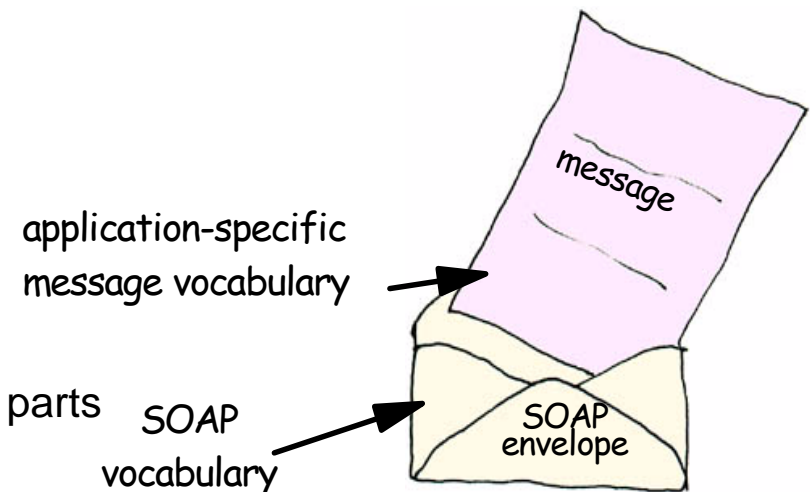 message
application-specific
message vocabulary
parts
SOAP
vocabulary
SOAP
envelope